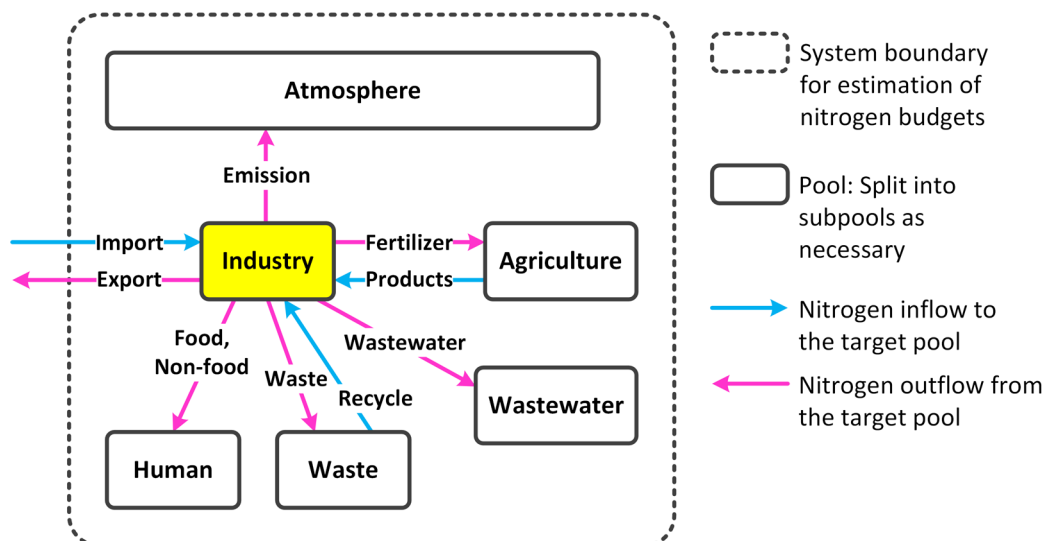 Atmosphere
Emission
Import
Export
Industry
Fertilizer
Products
Agriculture
Food,
Non-food
Waste
Recycle
Wastewater
Wastewater
Human
Waste
System boundary
for estimation of
nitrogen budgets
Pool: Split into
subpools as
necessary
Nitrogen inflow to
the target pool
Nitrogen outflow from
the target pool